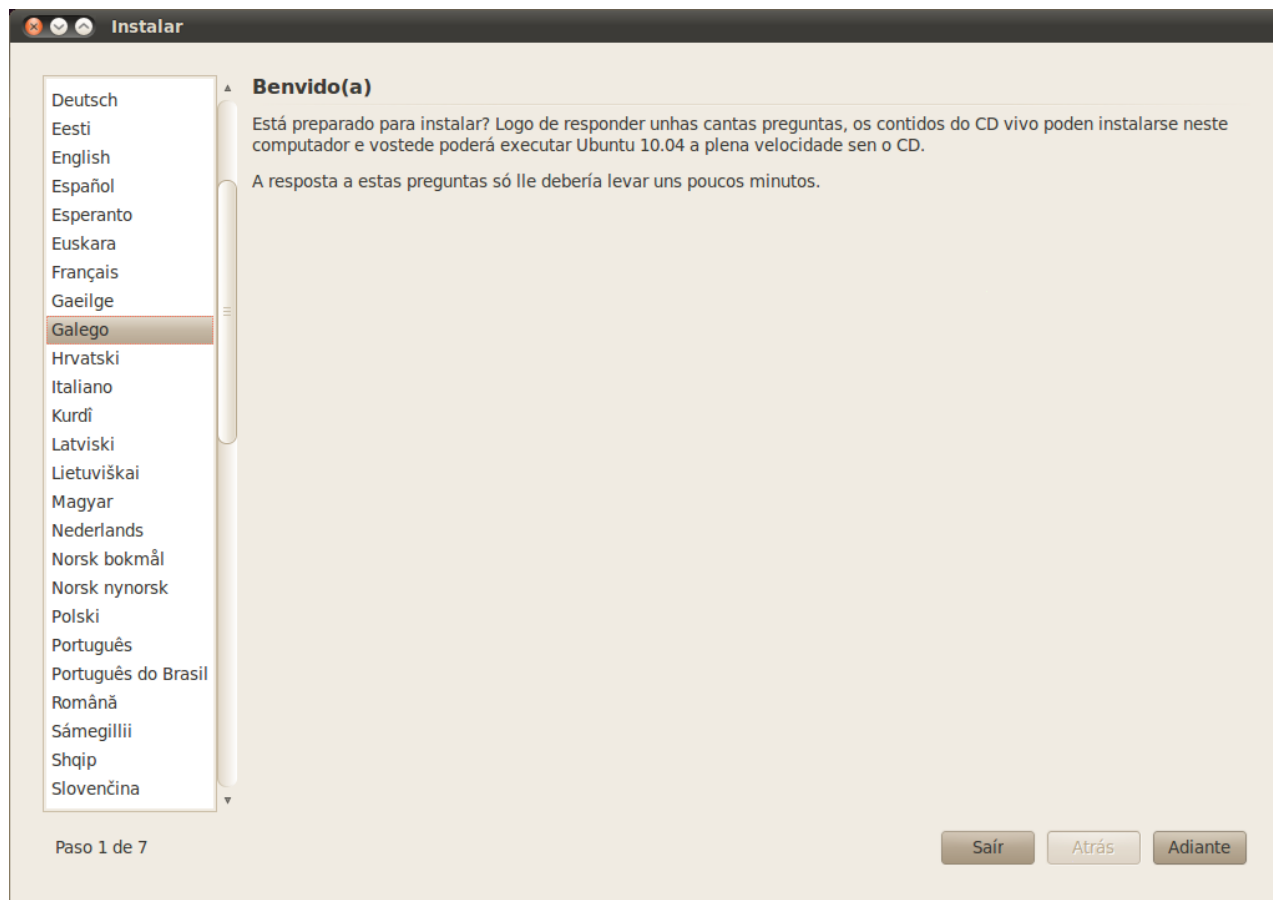 Instalar
Deutsch
Eesti
English
Español
Esperanto
Euskara
Français
Gaeilge
Galego
Hrvatski
Italiano
Kurdî
Latviski
Lietuviškai
Magyar
Nederlands
Norsk bokmål
Norsk nynorsk
Polski
Português
Português do Brasil
Română
Sámegillii
Shqip
Slovenčina
Benvido(a)
Está preparado para instalar? Logo de responder unhas cantas preguntas, os contidos do CD vivo poden instalarse neste
computador e vostede poderá executar Ubuntu 10.04 a plena velocidade sen o CD.
A resposta a estas preguntas só lle debería levar uns poucos minutos.
Paso 1 de 7
Saír
Atrás
Adiante